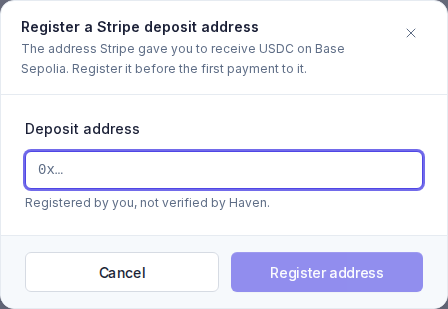 Register a Stripe deposit address
The address Stripe gave you to receive USDC on Base
Sepolia. Register it before the first payment to it.
Deposit address
0x…
Registered by you, not verified by Haven.
Cancel
Register address